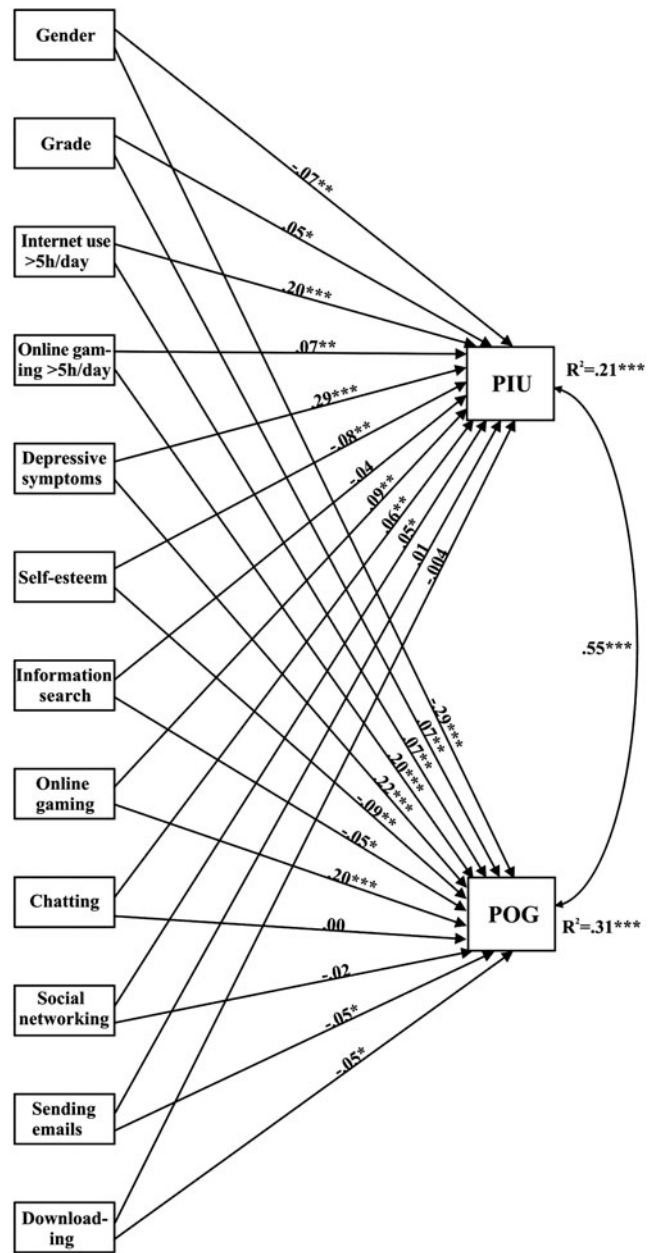 Gender
Grade
Internet use
>5h/day
Online gam-
ing >5h/day
Depressive
symptoms
Self-esteem
Information
search
Online
gaming
Chatting
Social
networking
Sending
emails
Download-
ing
-.07**
.05*
.20***
.07**
.29***
-.08**
-.04
.09**
.06**
.05*
.01
-.004
PIU
R²=.21***
.55***
-.29***
.07**
.07**
.20***
.22***
-.09**
-.05*
.20***
.00
-.02
-.05*
-.05*
POG
R²=.31***